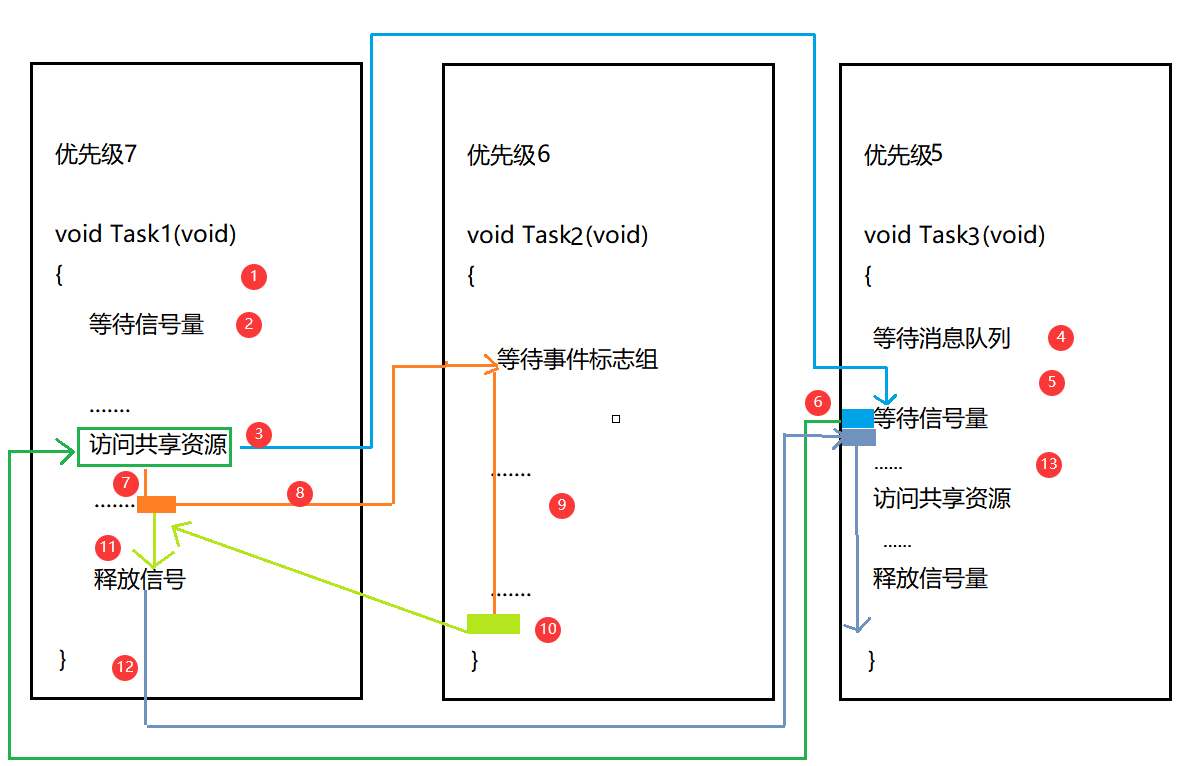 优先级7
void Task1(void)
{
1
等待信号量
2
.......
访问共享资源
3
7
.......
8
11
释放信号
}
12
优先级6
void Task2(void)
{
等待事件标志组
.......
9
.......
10
}
优先级5
void Task3(void)
{
等待消息队列
4
5
6
等待信号量
......
13
访问共享资源
......
释放信号量
}